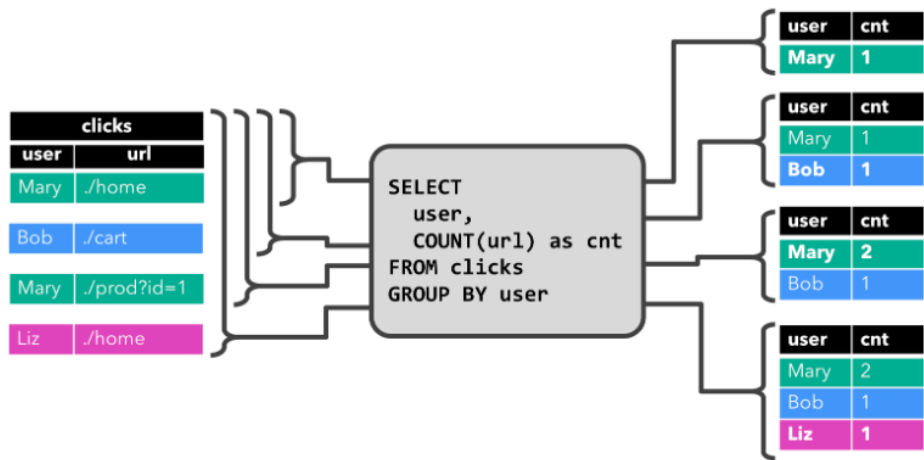 clicks
user url
Mary ./home
Bob ./cart
Mary ./prod?id=1
Liz ./home
SELECT
user,
COUNT(url) as cnt
FROM clicks
GROUP BY user
user cnt
Mary 1
user cnt
Mary 1
Bob 1
user cnt
Mary 2
Bob 1
user cnt
Mary 2
Bob 1
Liz 1